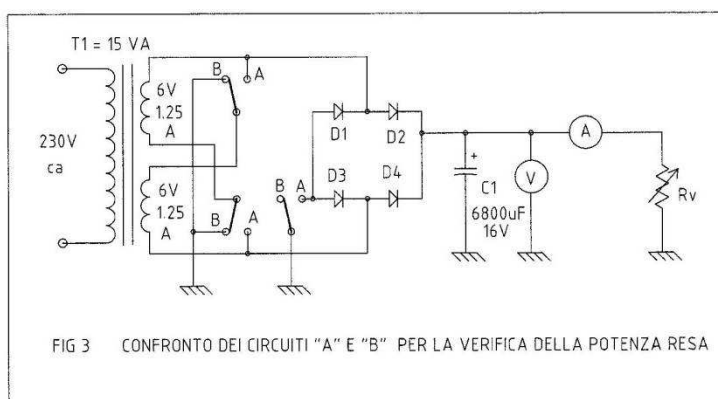 T1 = 15 VA
B A
6V
1.25
A
D1 D2
A
230V
ca
+
V
B A
D3 D4
C1
6800uF
16V
Rv
6V
1.25
A
B A
FIG 3 CONFRONTO DEI CIRCUITI "A" E "B" PER LA VERIFICA DELLA POTENZA RESA